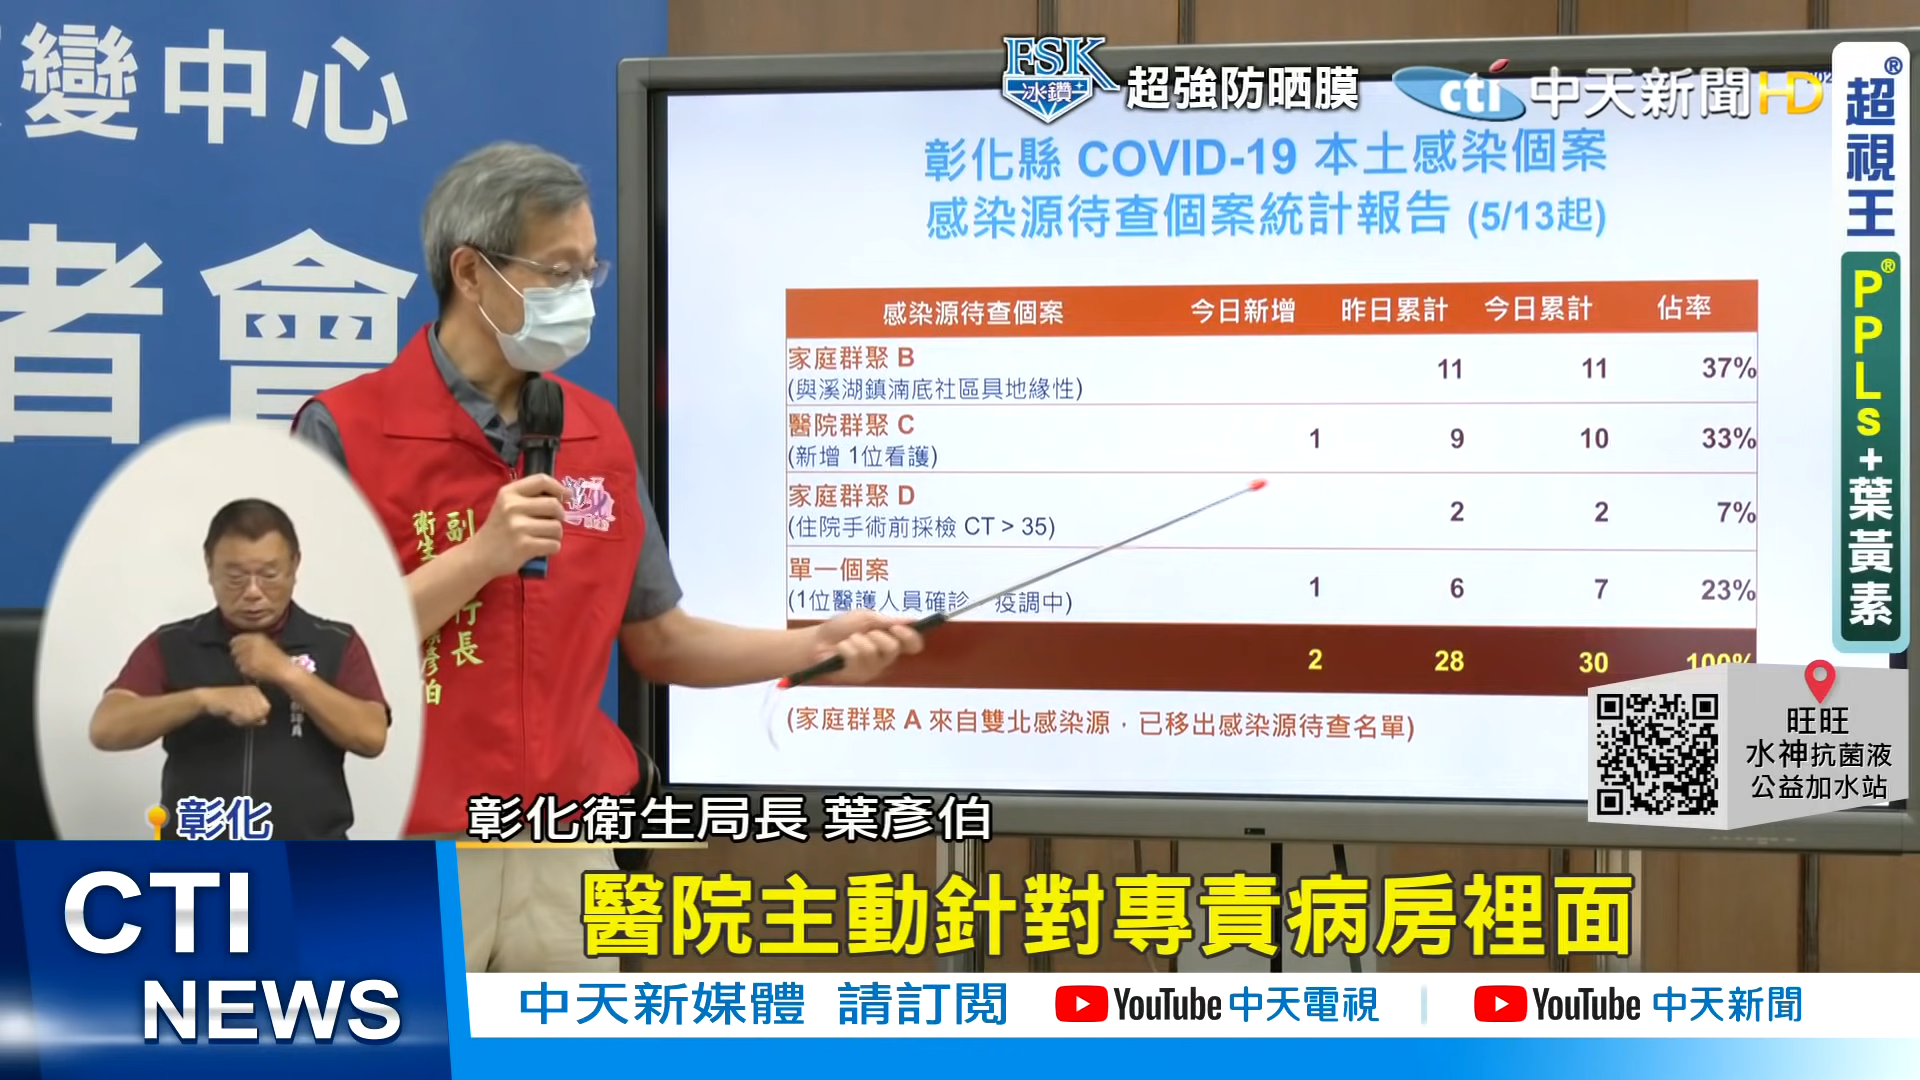 變中心
者會
FSK
冰鑽
超強防晒膜
cti 中天新聞HD
超視王®
PPLs®+葉黃素
彰化縣 COVID-19 本土感染個案
感染源待查個案統計報告 (5/13起)
感染源待查個案 今日新增 昨日累計 今日累計 佔率
家庭群聚 B
(與溪湖鎮湳底社區具地緣性) 11 11 37%
醫院群聚 C
(新增 1位看護) 1 9 10 33%
家庭群聚 D
(住院手術前採檢 CT > 35) 2 2 7%
單一個案
(1位醫護人員確診，疫調中) 1 6 7 23%
2 28 30 100%
(家庭群聚 A 來自雙北感染源，已移出感染源待查名單)
衛生
副
行長
葉彥伯
旺旺
水神抗菌液
公益加水站
彰化
彰化衛生局長 葉彥伯
CTI
NEWS
醫院主動針對專責病房裡面
中天新媒體 請訂閱 YouTube 中天電視 | YouTube 中天新聞